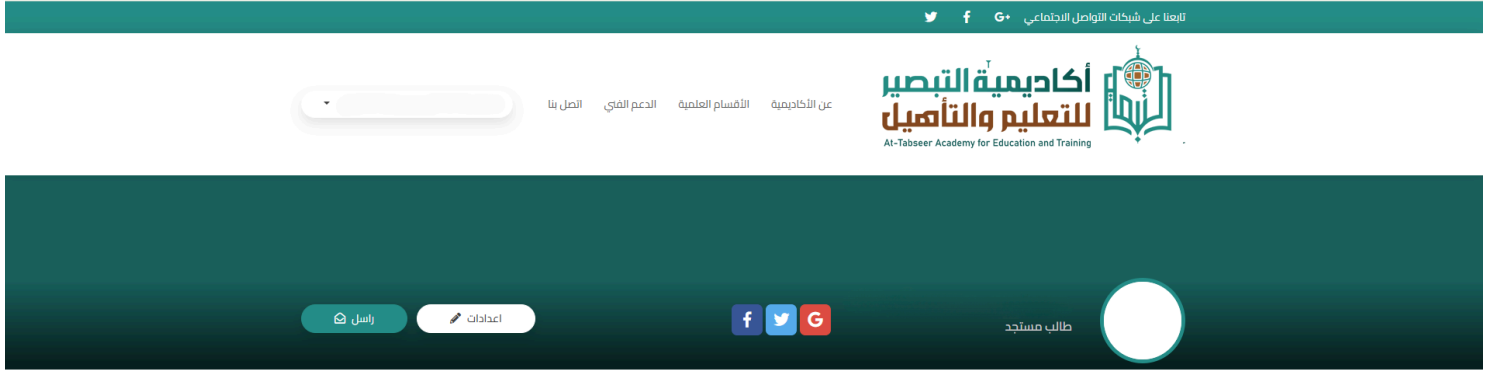 تابعنا على شبكات التواصل الاجتماعي G+ f
أكاديمية التبصير
للتعليم والتأهيل
At-Tabseer Academy for Education and Training
التبصير
عن الأكاديمية الأقسام العلمية الدعم الفني اتصل بنا
طالب مستجد
G f
اعدادات
راسل